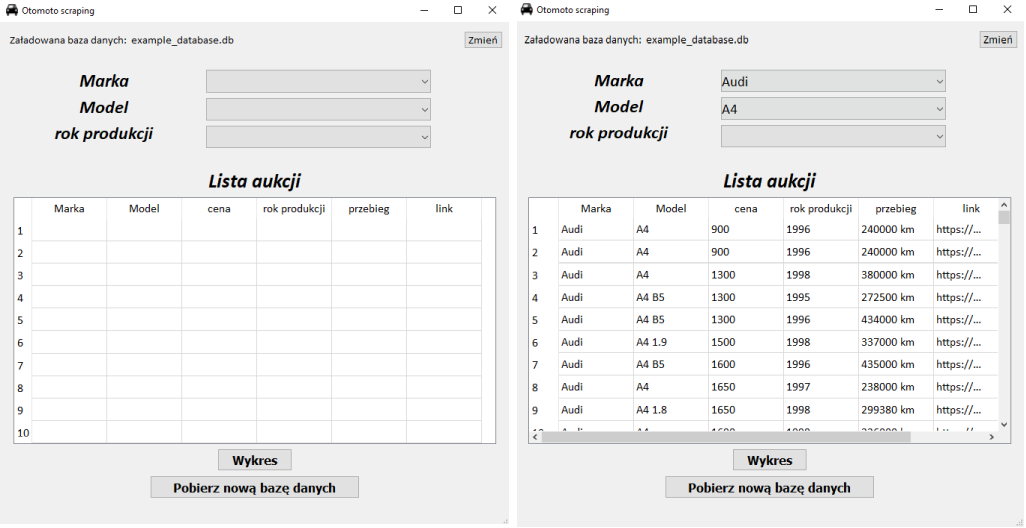 Otomoto scraping
Załadowana baza danych: example_database.db
Zmień
Marka
Model
rok produkcji
Lista aukcji
Marka Model cena rok produkcji przebieg link
1
2
3
4
5
6
7
8
9
10
Wykres
Pobierz nową bazę danych
Otomoto scraping
Załadowana baza danych: example_database.db
Zmień
Marka Audi
Model A4
rok produkcji
Lista aukcji
Marka Model cena rok produkcji przebieg link
1 Audi A4 900 1996 240000 km https://...
2 Audi A4 900 1996 240000 km https://...
3 Audi A4 1300 1998 380000 km https://...
4 Audi A4 B5 1300 1995 272500 km https://...
5 Audi A4 B5 1300 1996 434000 km https://...
6 Audi A4 1.9 1500 1998 337000 km https://...
7 Audi A4 B5 1600 1996 435000 km https://...
8 Audi A4 1650 1997 238000 km https://...
9 Audi A4 1.8 1650 1998 299380 km https://...
Wykres
Pobierz nową bazę danych